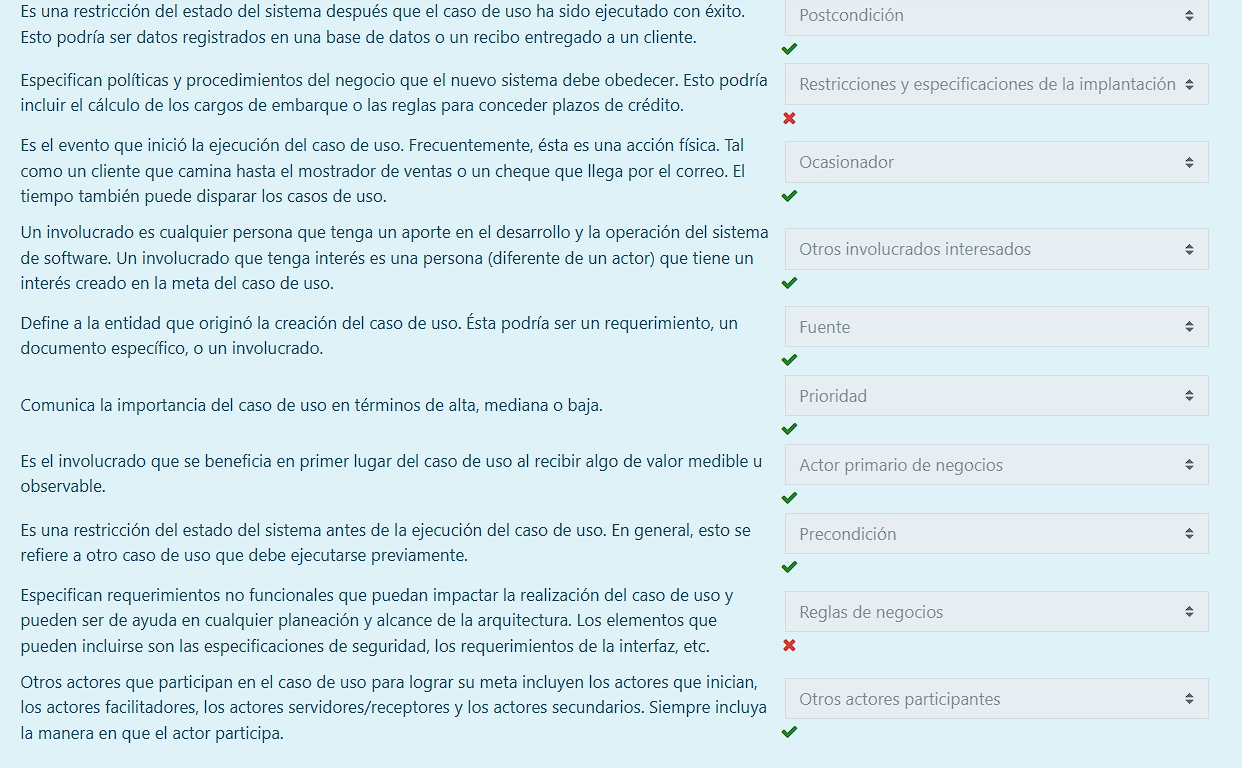 Es una restricción del estado del sistema después que el caso de uso ha sido ejecutado con éxito.
Esto podría ser datos registrados en una base de datos o un recibo entregado a un cliente.
Postcondición
Especifican políticas y procedimientos del negocio que el nuevo sistema debe obedecer. Esto podría
incluir el cálculo de los cargos de embarque o las reglas para conceder plazos de crédito.
Restricciones y especificaciones de la implantación
Es el evento que inició la ejecución del caso de uso. Frecuentemente, ésta es una acción física. Tal
como un cliente que camina hasta el mostrador de ventas o un cheque que llega por el correo. El
tiempo también puede disparar los casos de uso.
Ocasionador
Un involucrado es cualquier persona que tenga un aporte en el desarrollo y la operación del sistema
de software. Un involucrado que tenga interés es una persona (diferente de un actor) que tiene un
interés creado en la meta del caso de uso.
Otros involucrados interesados
Define a la entidad que originó la creación del caso de uso. Ésta podría ser un requerimiento, un
documento específico, o un involucrado.
Fuente
Comunica la importancia del caso de uso en términos de alta, mediana o baja.
Prioridad
Es el involucrado que se beneficia en primer lugar del caso de uso al recibir algo de valor medible u
observable.
Actor primario de negocios
Es una restricción del estado del sistema antes de la ejecución del caso de uso. En general, esto se
refiere a otro caso de uso que debe ejecutarse previamente.
Precondición
Especifican requerimientos no funcionales que puedan impactar la realización del caso de uso y
pueden ser de ayuda en cualquier planeación y alcance de la arquitectura. Los elementos que
pueden incluirse son las especificaciones de seguridad, los requerimientos de la interfaz, etc.
Reglas de negocios
Otros actores que participan en el caso de uso para lograr su meta incluyen los actores que inician,
los actores facilitadores, los actores servidores/receptores y los actores secundarios. Siempre incluya
la manera en que el actor participa.
Otros actores participantes